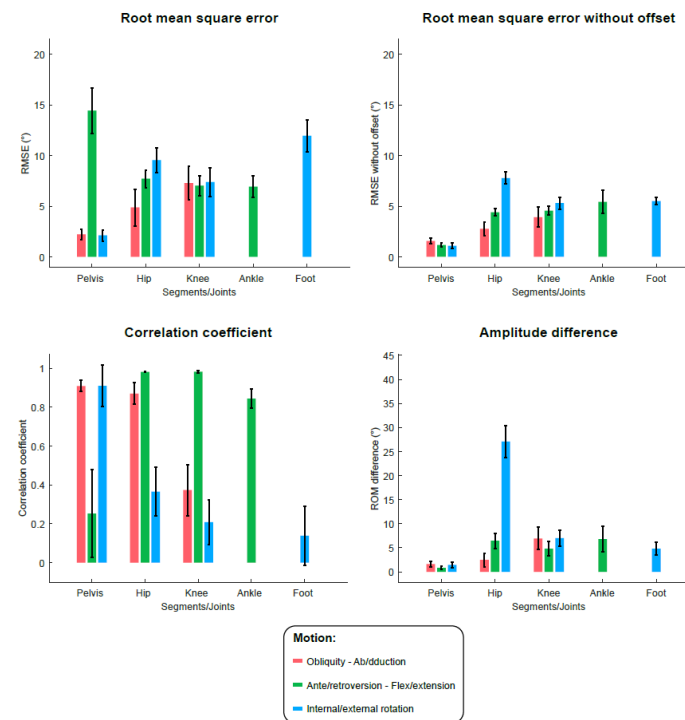 Root mean square error
20
15
10
5
0
RMSE (°)
Pelvis Hip Knee Ankle Foot
Segments/Joints
Root mean square error without offset
20
15
10
5
0
RMSE without offset (°)
Pelvis Hip Knee Ankle Foot
Segments/Joints
Correlation coefficient
1
0.8
0.6
0.4
0.2
0
Correlation coefficient
Pelvis Hip Knee Ankle Foot
Segments/Joints
Amplitude difference
45
40
35
30
25
20
15
10
5
0
ROM difference (°)
Pelvis Hip Knee Ankle Foot
Segments/Joints
Motion:
Obliquity - Ab/dduction
Ante/retroversion - Flex/extension
Internal/external rotation